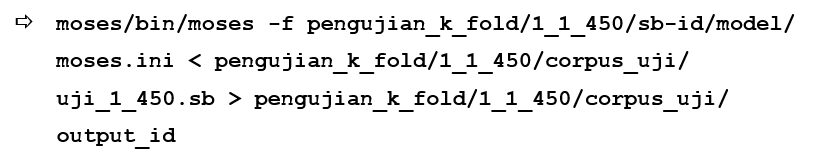 ⇨ moses/bin/moses -f pengujian_k_fold/1_1_450/sb-id/model/
moses.ini < pengujian_k_fold/1_1_450/corpus_uji/
uji_1_450.sb > pengujian_k_fold/1_1_450/corpus_uji/
output_id